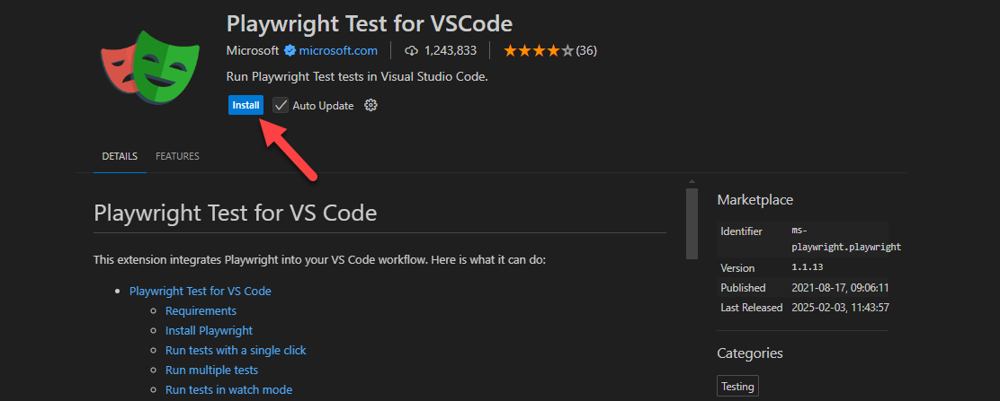 Playwright Test for VSCode
Microsoft microsoft.com 1,243,833 (36)
Run Playwright Test tests in Visual Studio Code.
Install Auto Update
DETAILS FEATURES
Playwright Test for VS Code
This extension integrates Playwright into your VS Code workflow. Here is what it can do:
Playwright Test for VS Code
Requirements
Install Playwright
Run tests with a single click
Run multiple tests
Run tests in watch mode
Marketplace
Identifier ms-
playwright.playwright
Version 1.1.13
Published 2021-08-17, 09:06:11
Last Released 2025-02-03, 11:43:57
Categories
Testing